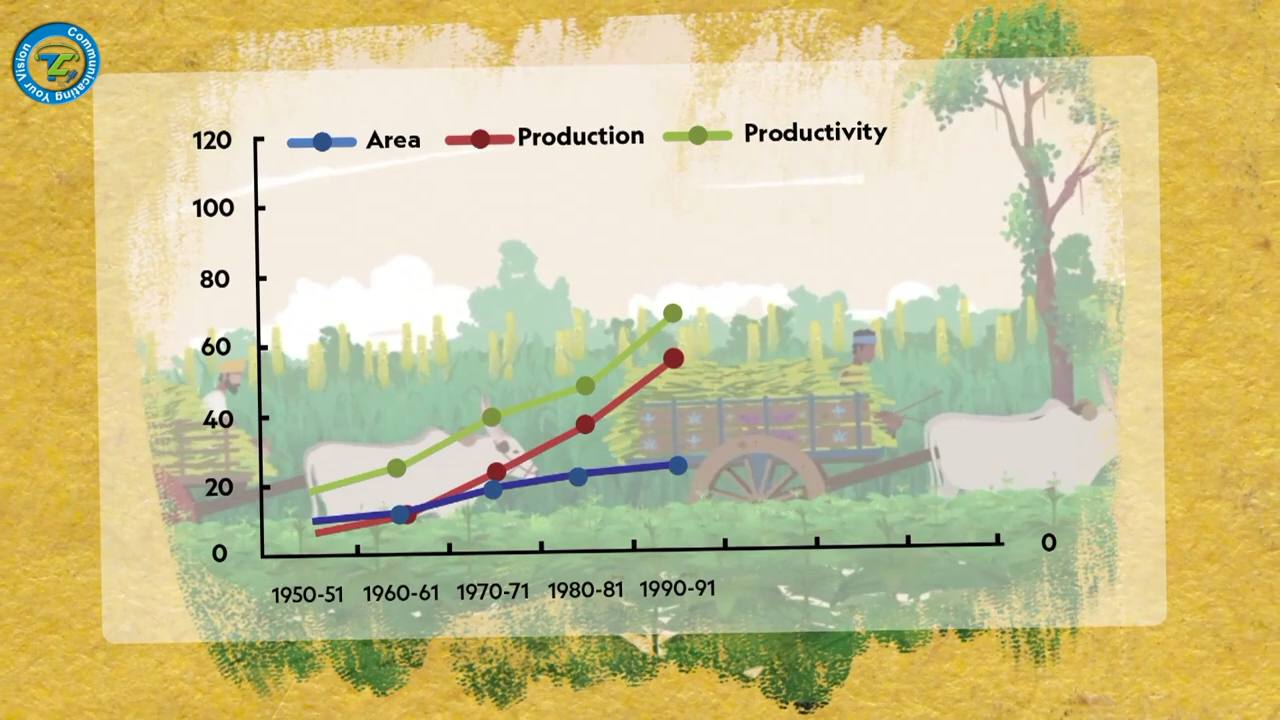 Communicating Your Vision
TZ
120
Area Production Productivity
100
80
60
40
20
0
0
1950-51 1960-61 1970-71 1980-81 1990-91